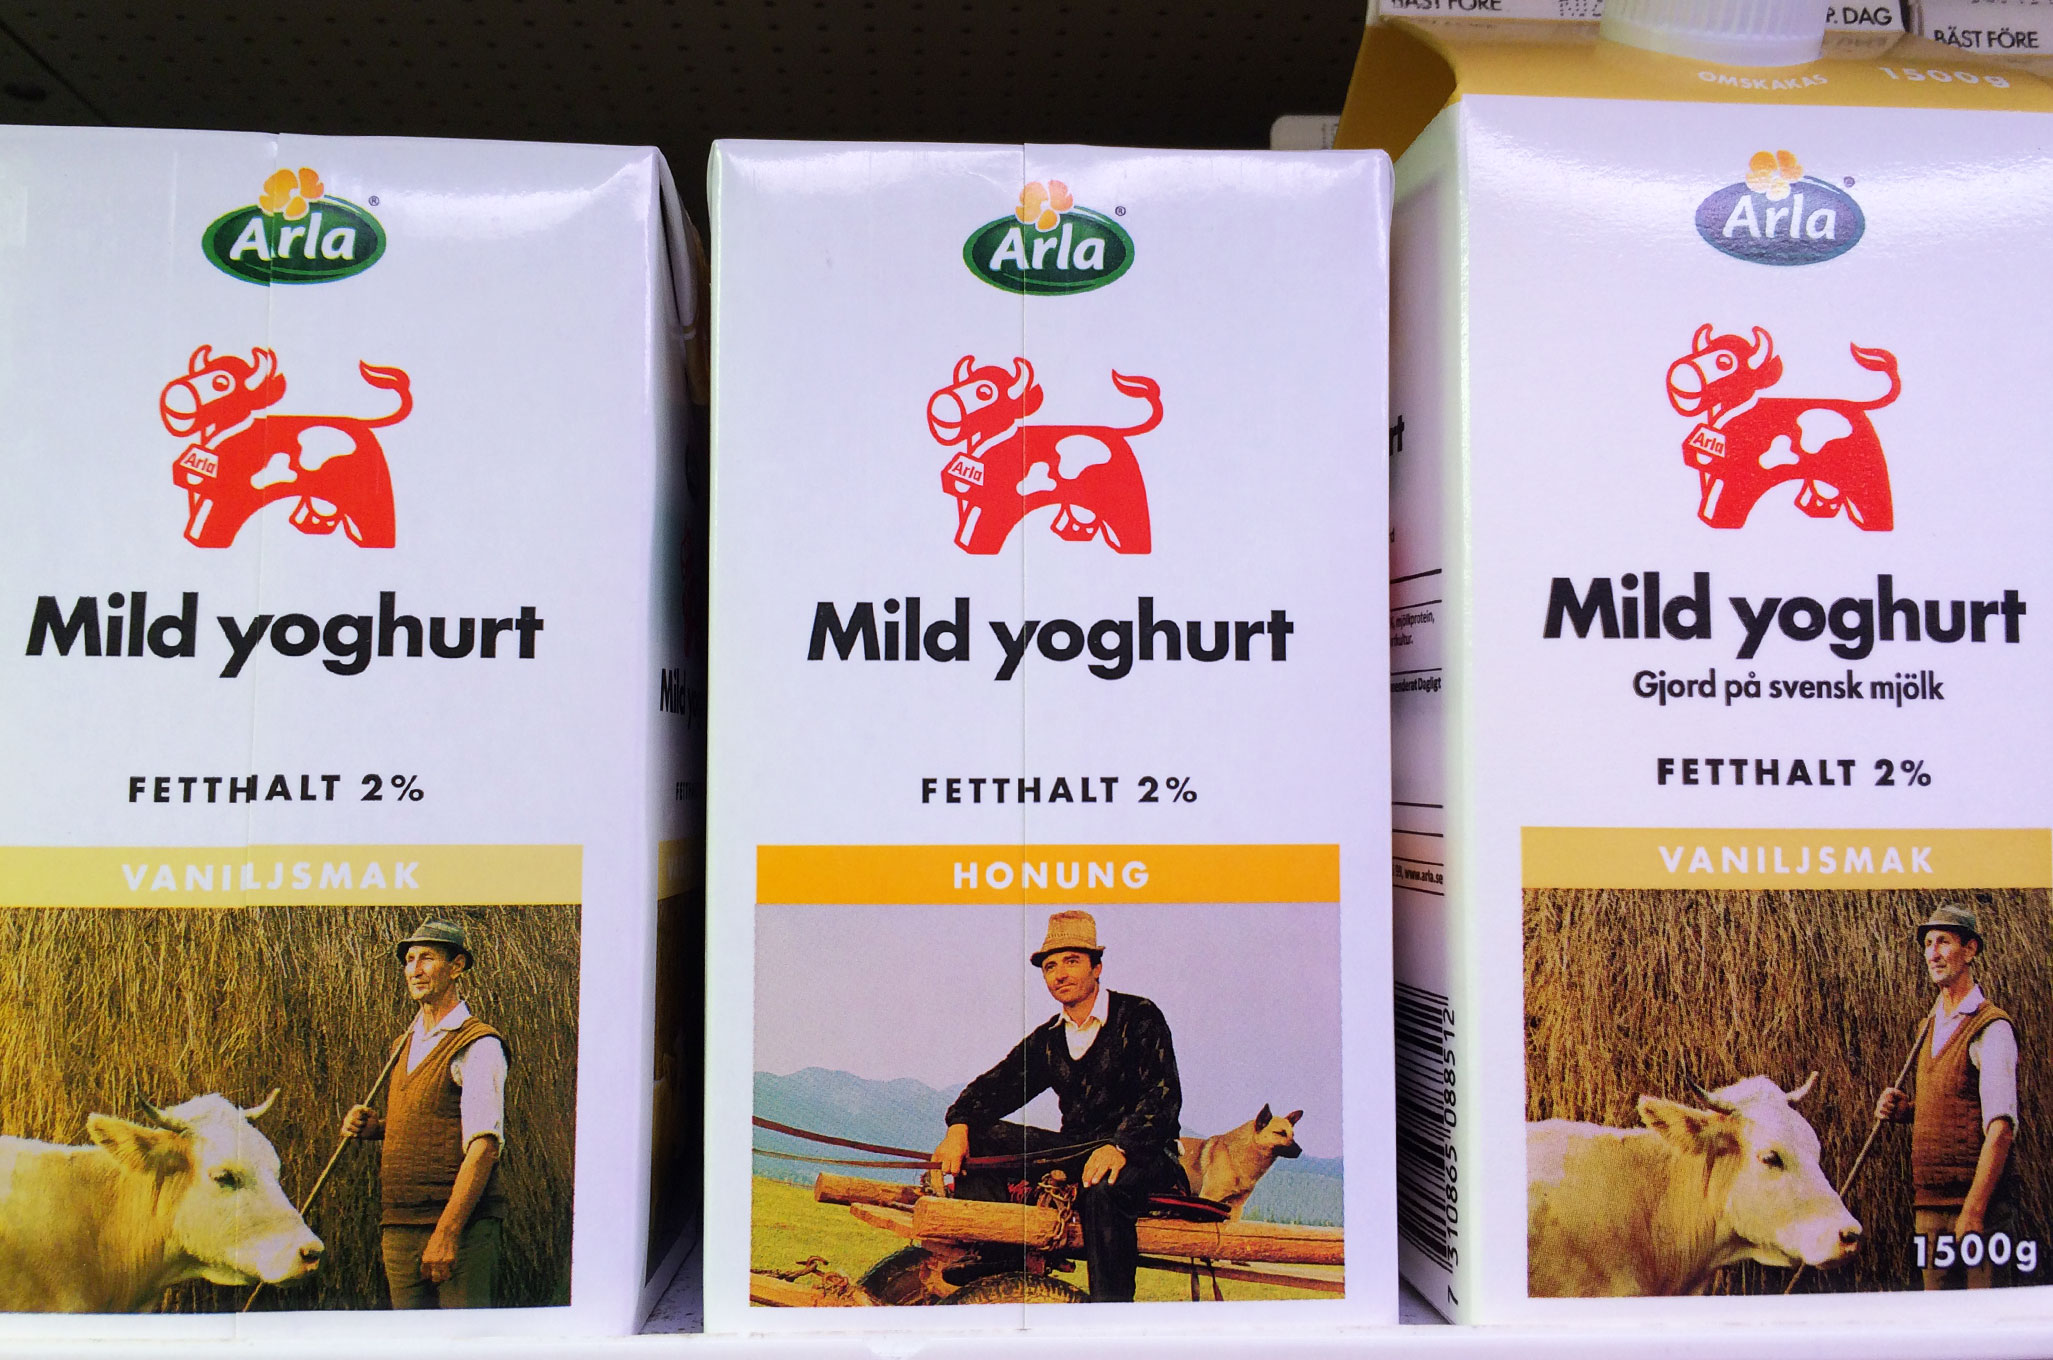 Arla
Arla
Mild yoghurt
FETTHALT 2%
VANILJSMAK
Arla
Arla
Mild yoghurt
FETTHALT 2%
HONUNG
BÄST FÖRE
P. DAG
BÄST FÖRE
OMSKAKAS 1500g
Arla
Arla
Mild yoghurt
Gjord på svensk mjölk
FETTHALT 2%
VANILJSMAK
1500g
mjölkprotein,
Dagligt
www.arla.se
7 310865 088512